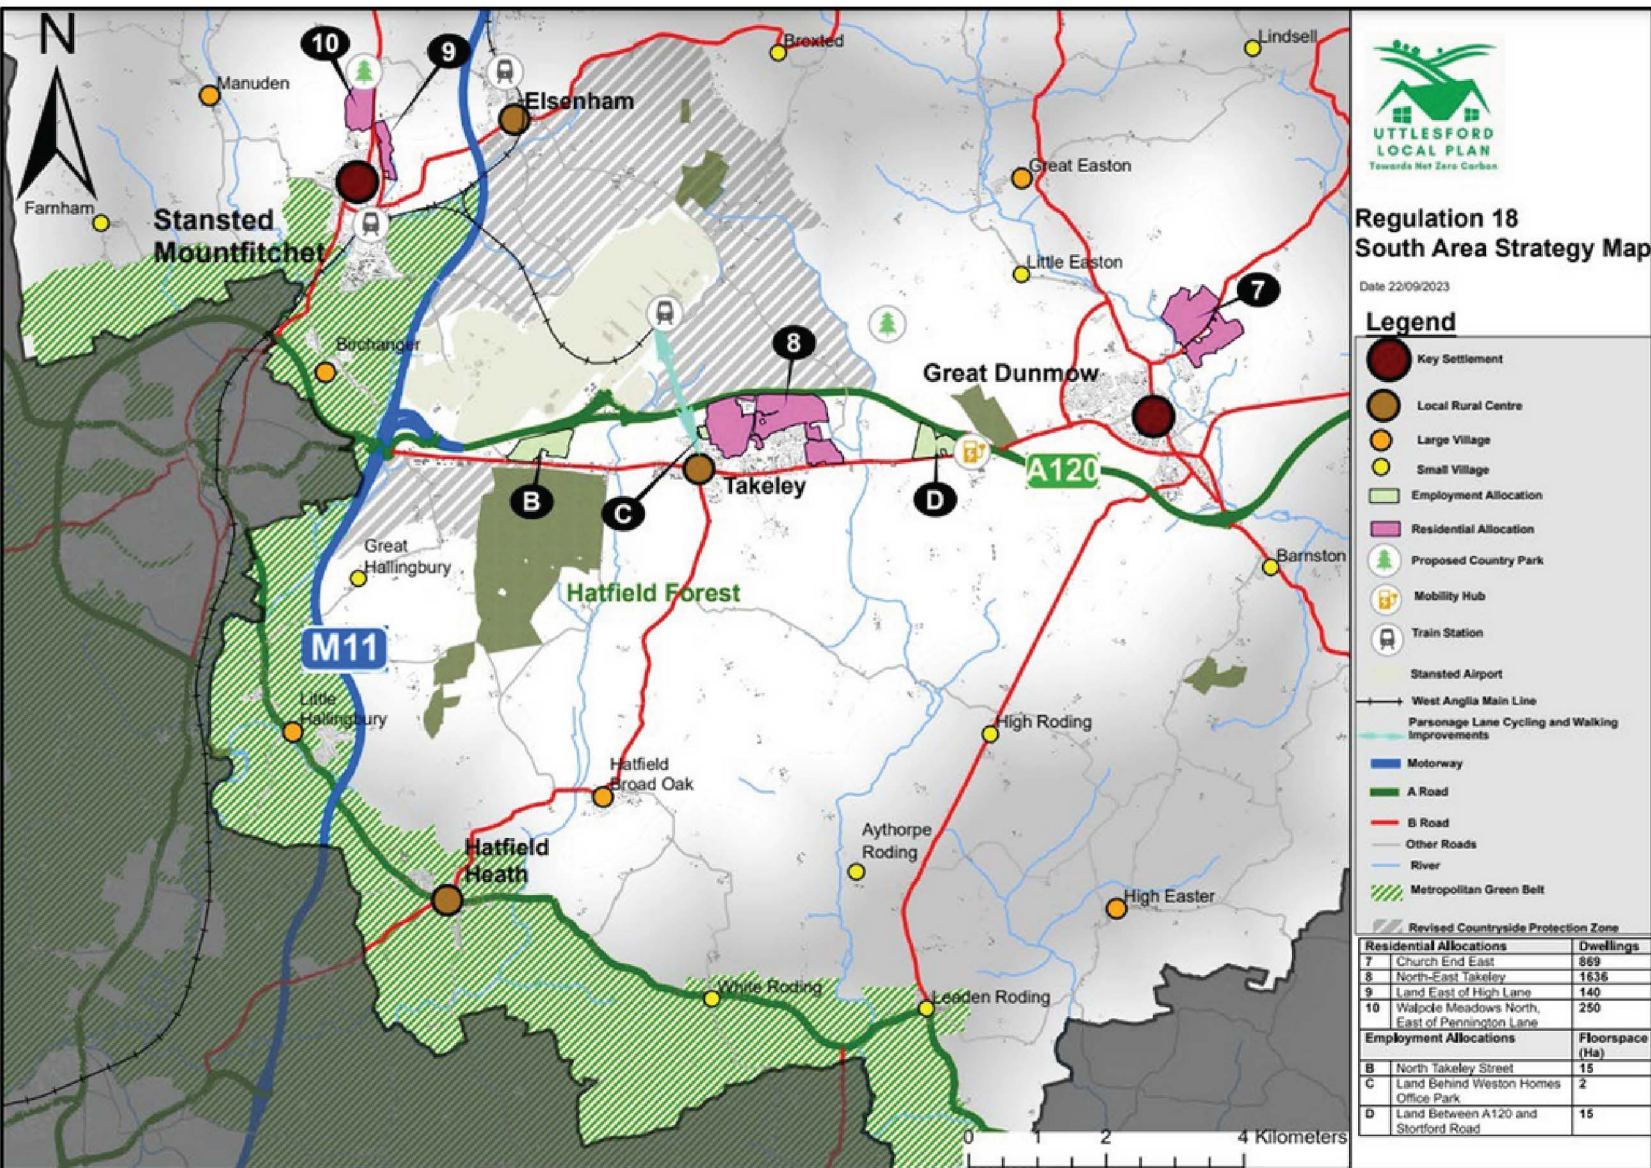 N
10
9
Manuden
Brexted
Lindsell
Elsenham
Great Easton
Farnham
Stansted
Mountfitchet
Little Easton
7
8
Birchanger
Great Dunmow
B
C
Takeley
D
A120
Great
Hallingbury
Barnston
Hatfield Forest
M11
Little
Hallingbury
High Roding
Hatfield
Broad Oak
Aythorpe
Roding
Hatfield
Heath
High Easter
White Roding
Leaden Roding
0 1 2 4 Kilometers
UTTLESFORD
LOCAL PLAN
Towards Net Zero Carbon
Regulation 18
South Area Strategy Map
Date 22/09/2023
Legend
Key Settlement
Local Rural Centre
Large Village
Small Village
Employment Allocation
Residential Allocation
Proposed Country Park
Mobility Hub
Train Station
Stansted Airport
West Anglia Main Line
Parsonage Lane Cycling and Walking
Improvements
Motorway
A Road
B Road
Other Roads
River
Metropolitan Green Belt
Revised Countryside Protection Zone
Residential Allocations Dwellings
7 Church End East 869
8 North-East Takeley 1636
9 Land East of High Lane 140
10 Walpole Meadows North, 250
East of Pennington Lane
Employment Allocations Floorspace
(Ha)
B North Takeley Street 15
C Land Behind Weston Homes 2
Office Park
D Land Between A120 and 15
Stortford Road